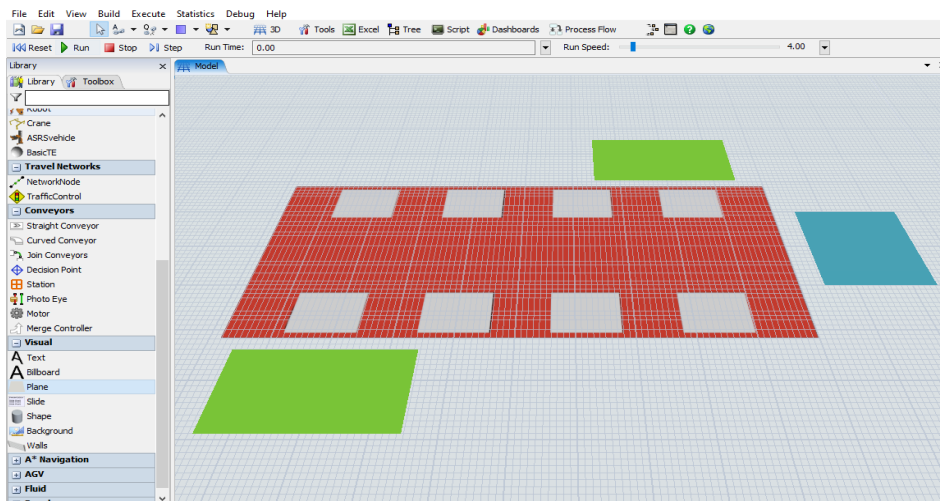 File Edit View Build Execute Statistics Debug Help
3D Tools Excel Tree Script Dashboards Process Flow
Reset Run Stop Step Run Time: 0.00 Run Speed: 4.00
Library Model
Library Toolbox
Robot
Crane
ASRSvehicle
BasicTE
Travel Networks
NetworkNode
TrafficControl
Conveyors
Straight Conveyor
Curved Conveyor
Join Conveyors
Decision Point
Station
Photo Eye
Motor
Merge Controller
Visual
Text
Billboard
Plane
Slide
Shape
Background
Walls
A* Navigation
AGV
Fluid